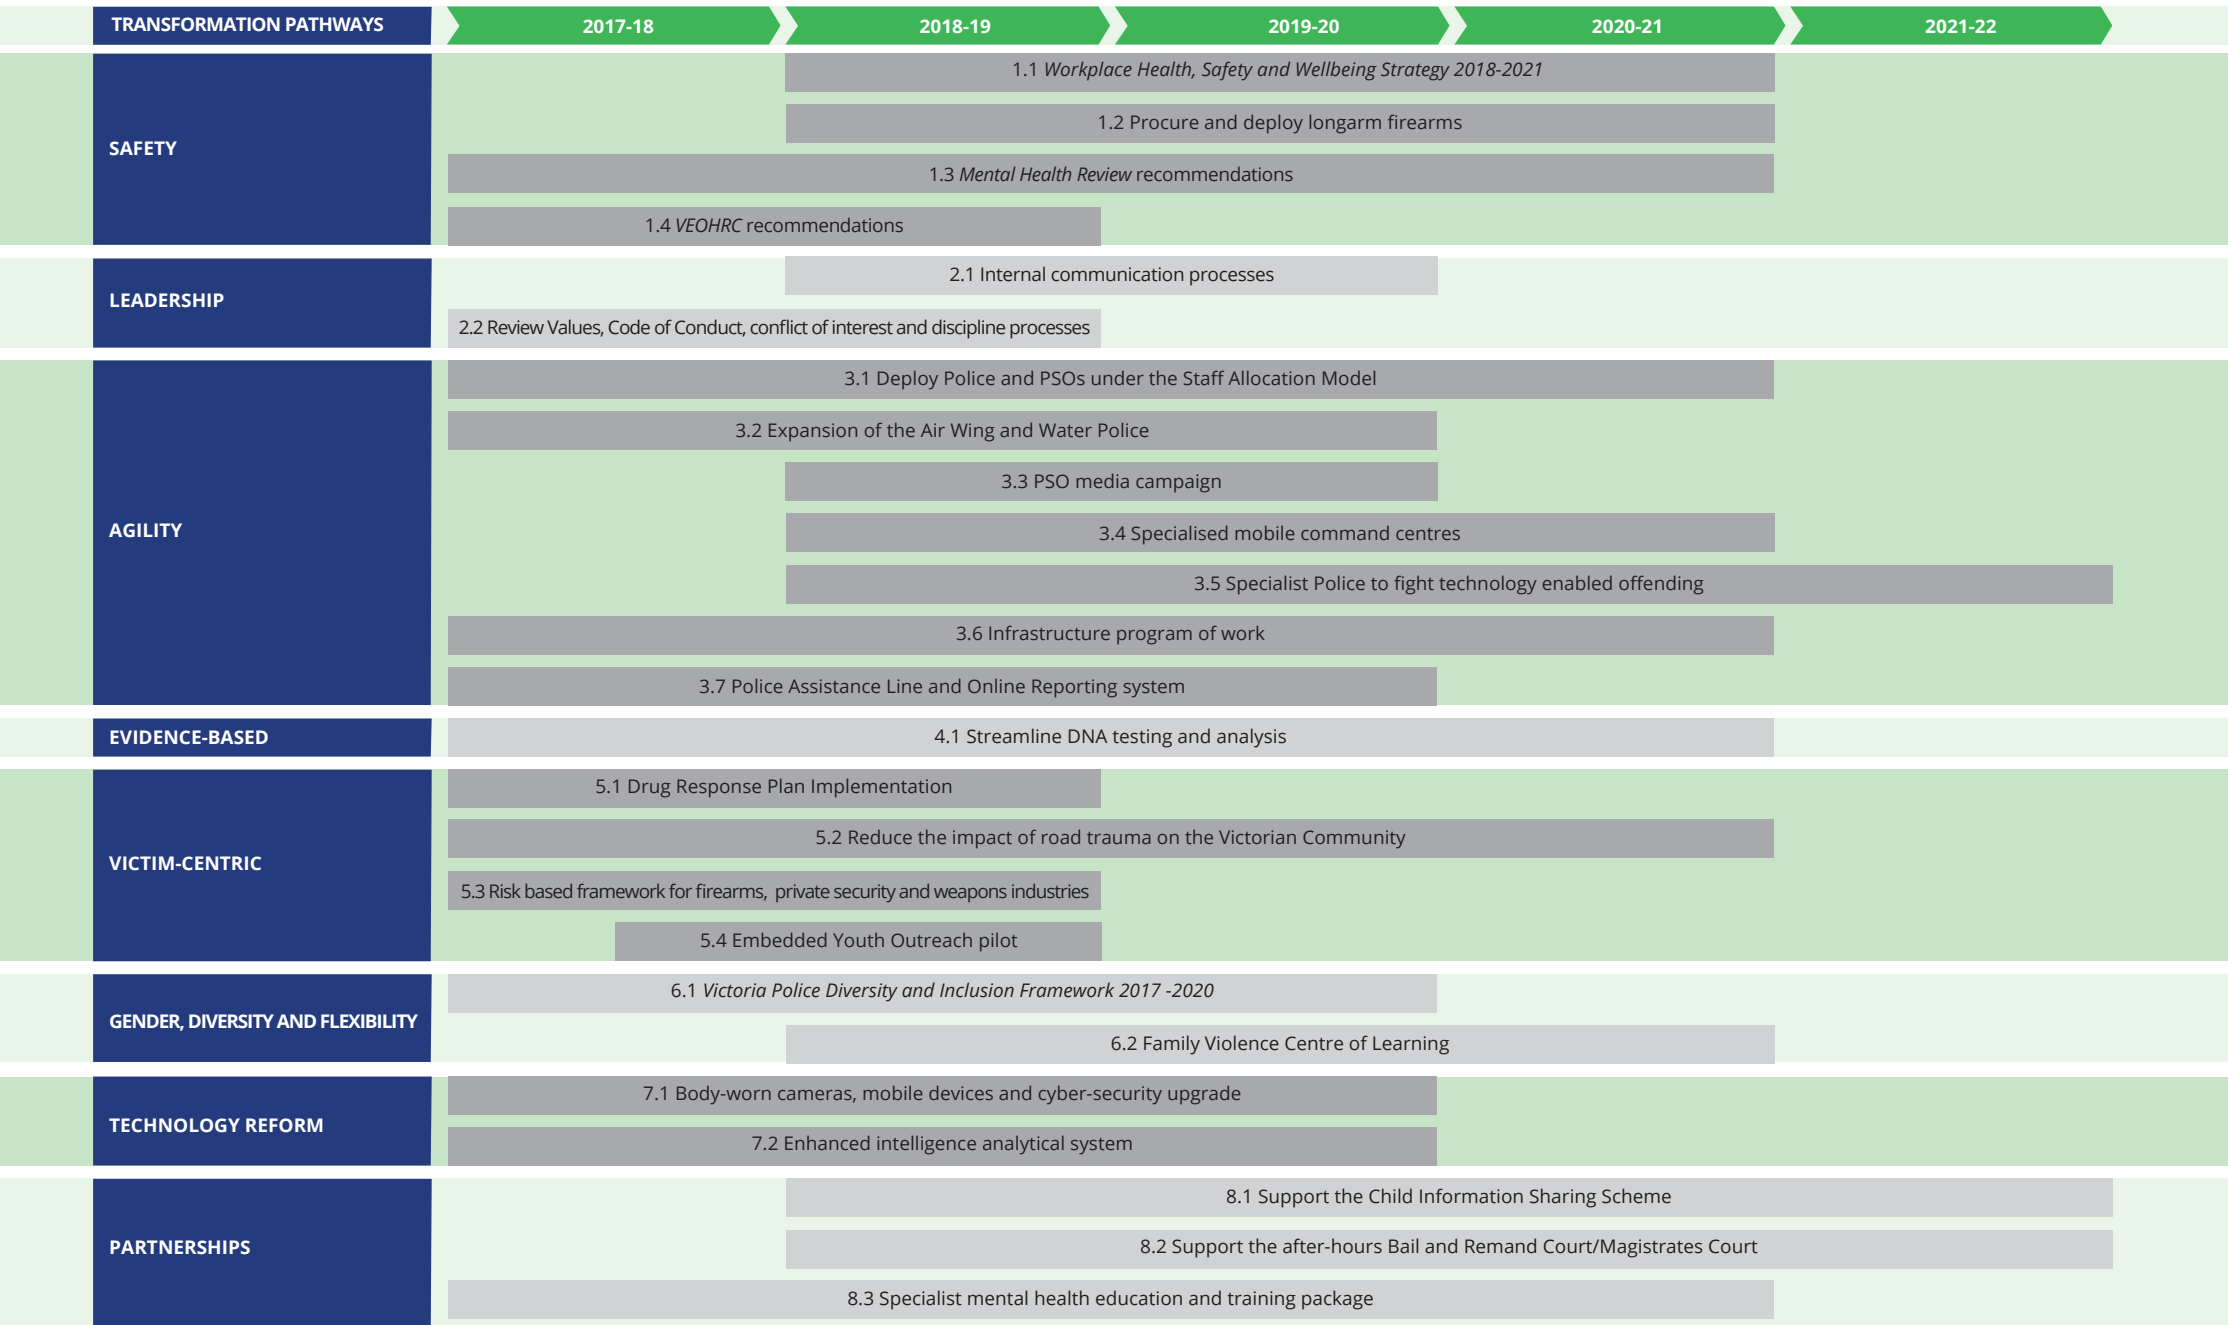 TRANSFORMATION PATHWAYS 2017-18 2018-19 2019-20 2020-21 2021-22
SAFETY
1.1 Workplace Health, Safety and Wellbeing Strategy 2018-2021
1.2 Procure and deploy longarm firearms
1.3 Mental Health Review recommendations
1.4 VEOHRC recommendations
LEADERSHIP
2.1 Internal communication processes
2.2 Review Values, Code of Conduct, conflict of interest and discipline processes
AGILITY
3.1 Deploy Police and PSOs under the Staff Allocation Model
3.2 Expansion of the Air Wing and Water Police
3.3 PSO media campaign
3.4 Specialised mobile command centres
3.5 Specialist Police to fight technology enabled offending
3.6 Infrastructure program of work
3.7 Police Assistance Line and Online Reporting system
EVIDENCE-BASED
4.1 Streamline DNA testing and analysis
VICTIM-CENTRIC
5.1 Drug Response Plan Implementation
5.2 Reduce the impact of road trauma on the Victorian Community
5.3 Risk based framework for firearms, private security and weapons industries
5.4 Embedded Youth Outreach pilot
GENDER, DIVERSITY AND FLEXIBILITY
6.1 Victoria Police Diversity and Inclusion Framework 2017 -2020
6.2 Family Violence Centre of Learning
TECHNOLOGY REFORM
7.1 Body-worn cameras, mobile devices and cyber-security upgrade
7.2 Enhanced intelligence analytical system
PARTNERSHIPS
8.1 Support the Child Information Sharing Scheme
8.2 Support the after-hours Bail and Remand Court/Magistrates Court
8.3 Specialist mental health education and training package